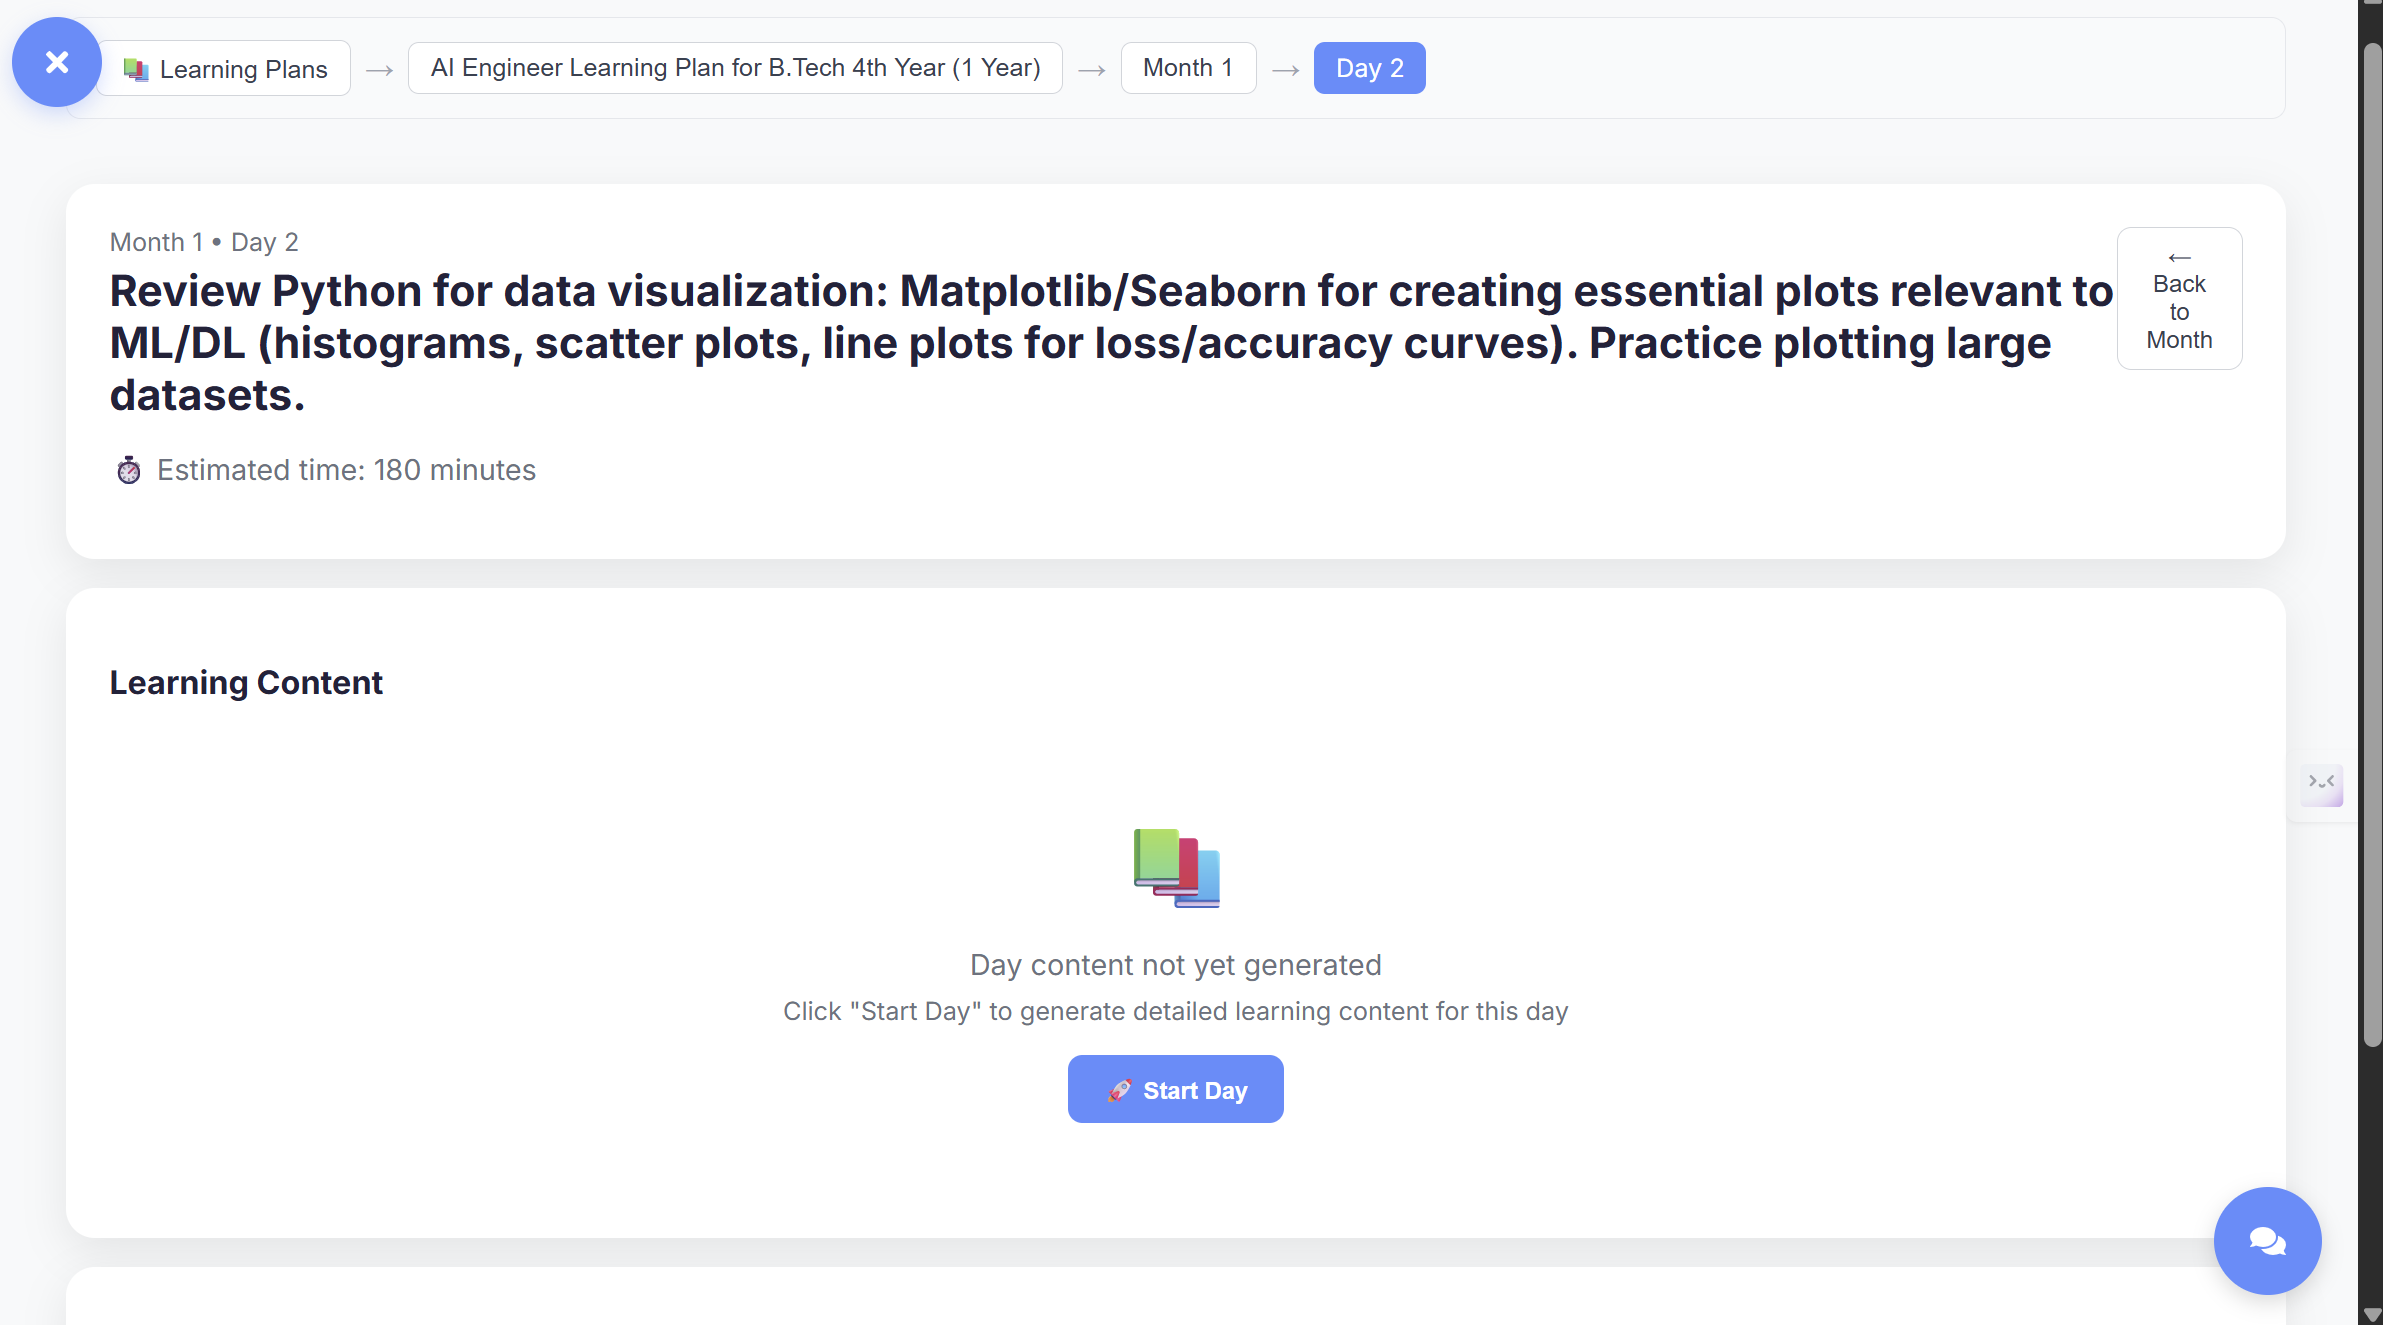 Learning Plans → AI Engineer Learning Plan for B.Tech 4th Year (1 Year) → Month 1 → Day 2
Month 1 • Day 2
Review Python for data visualization: Matplotlib/Seaborn for creating essential plots relevant to
ML/DL (histograms, scatter plots, line plots for loss/accuracy curves). Practice plotting large
datasets.
←
Back
to
Month
Estimated time: 180 minutes
Learning Content
Day content not yet generated
Click "Start Day" to generate detailed learning content for this day
Start Day